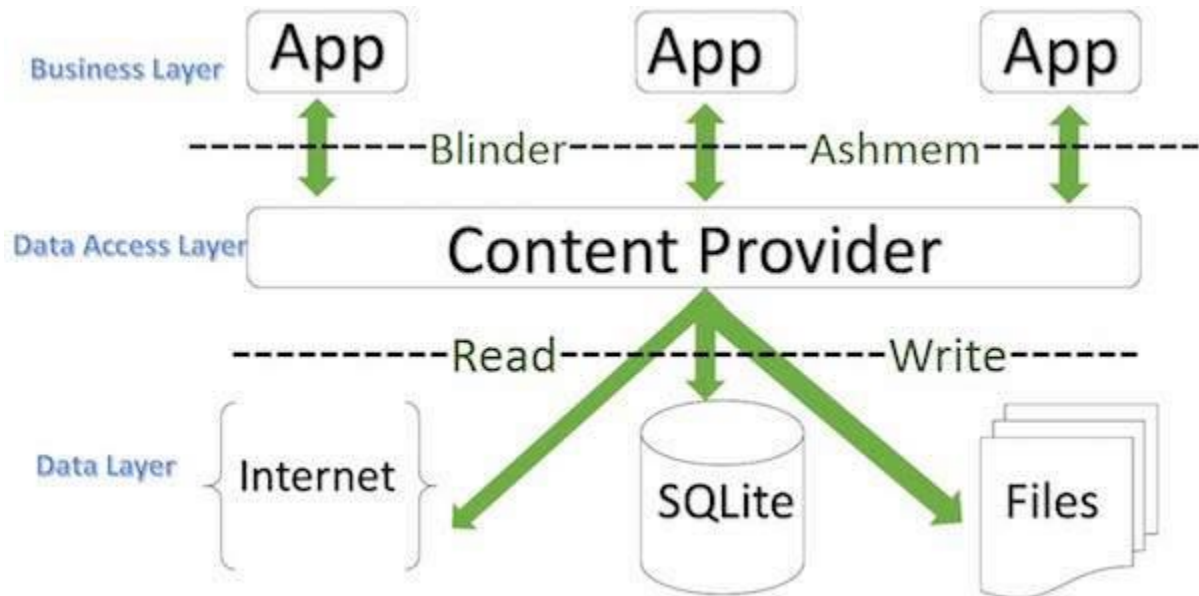 App App App
Business Layer
Blinder Ashmem
Data Access Layer Content Provider
Read Write
Data Layer Internet SQLite Files